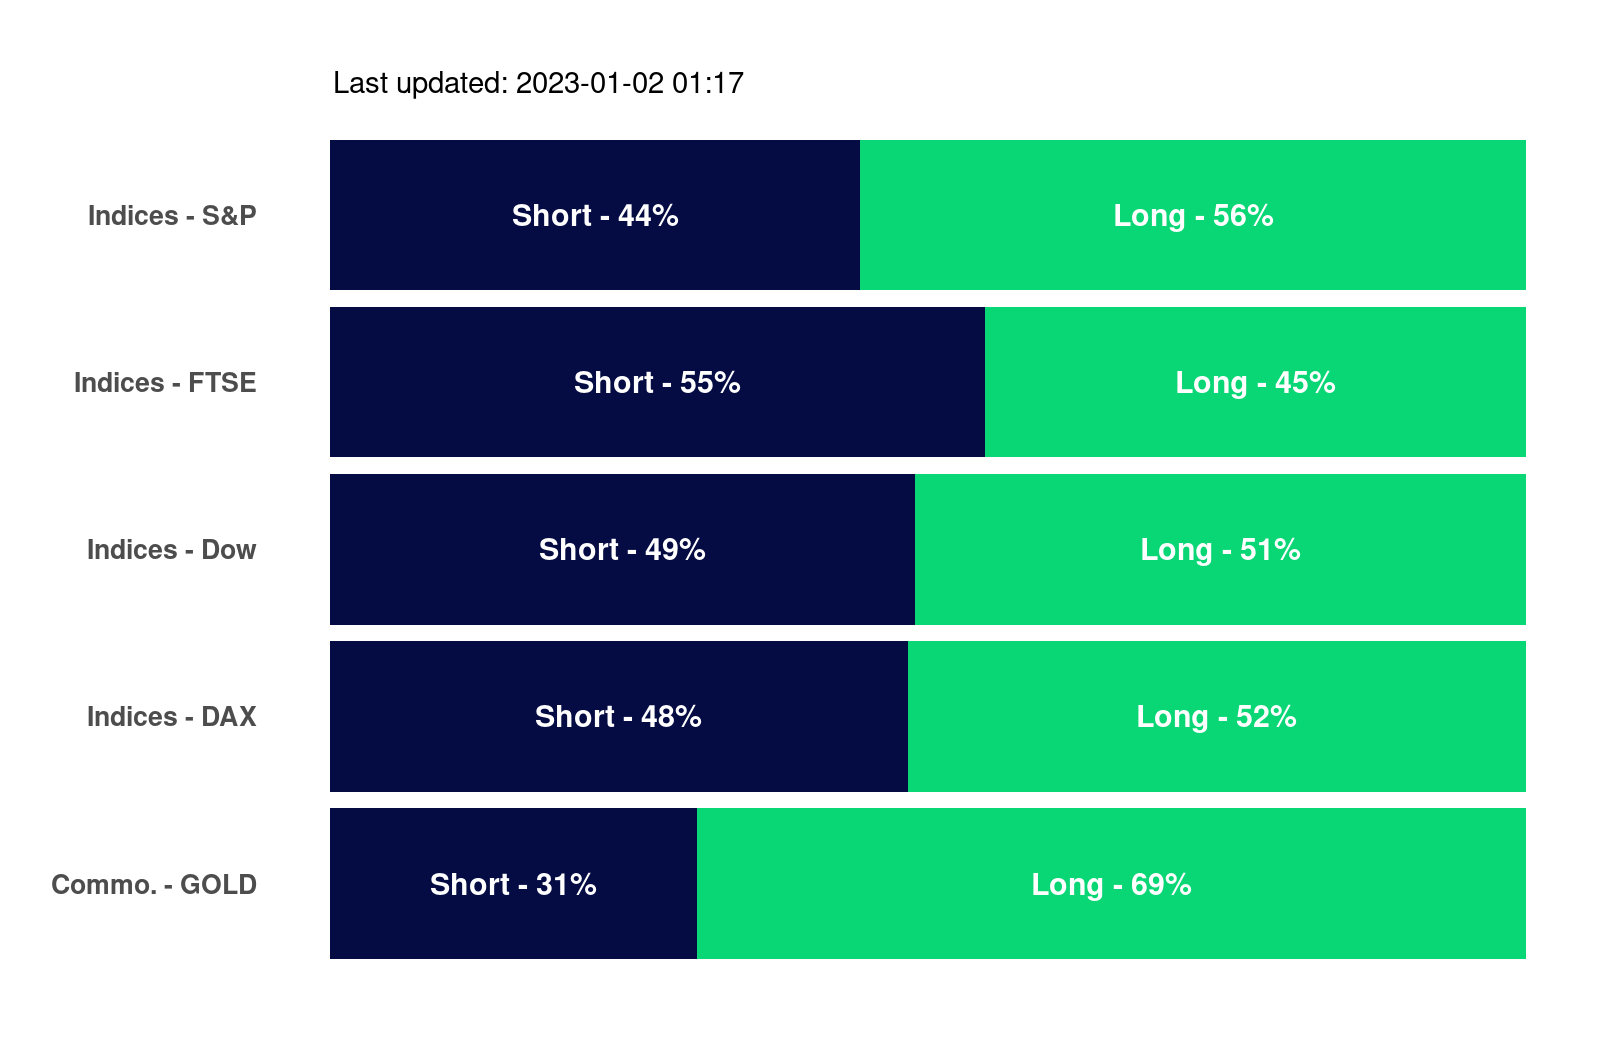 Last updated: 2023-01-02 01:17
Indices - S&P Short - 44% Long - 56%
Indices - FTSE Short - 55% Long - 45%
Indices - Dow Short - 49% Long - 51%
Indices - DAX Short - 48% Long - 52%
Commo. - GOLD Short - 31% Long - 69%